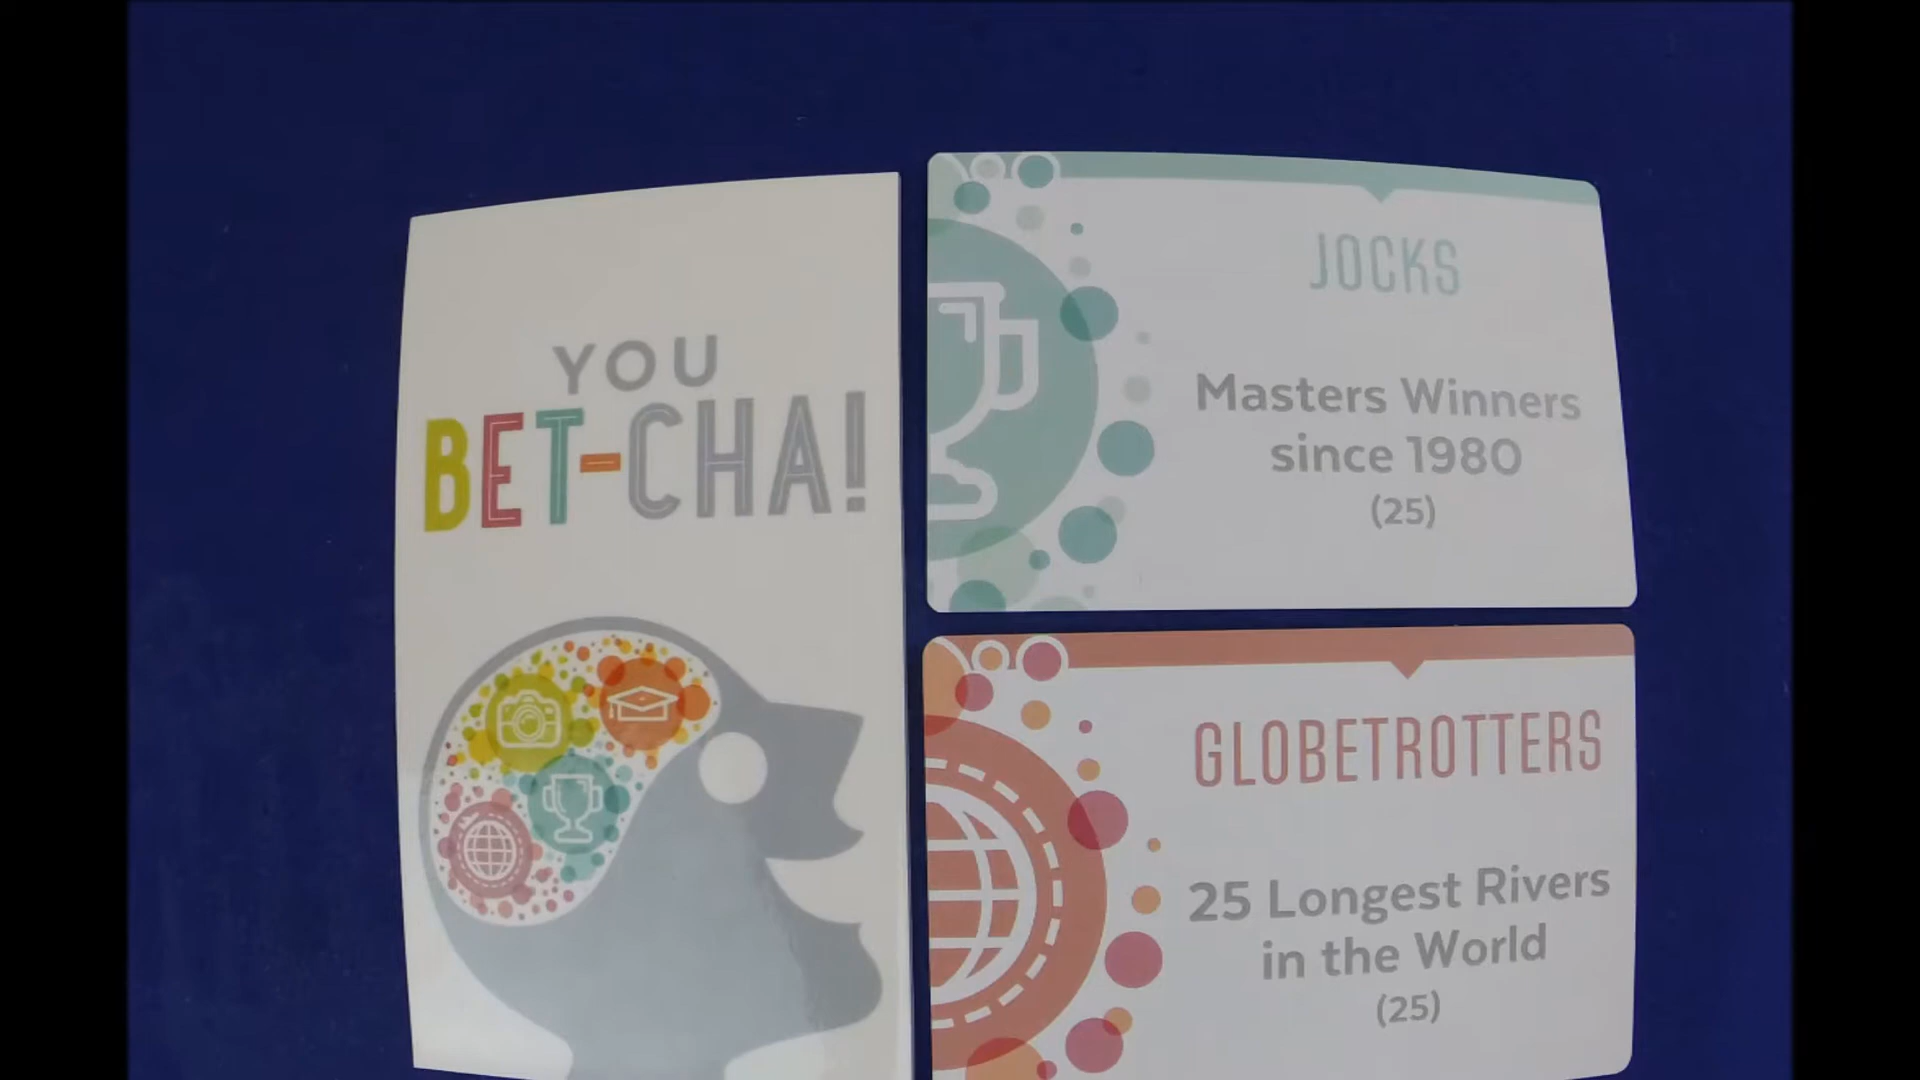 YOU
BET-CHA!
JOCKS
Masters Winners
since 1980
(25)
GLOBETROTTERS
25 Longest Rivers
in the World
(25)